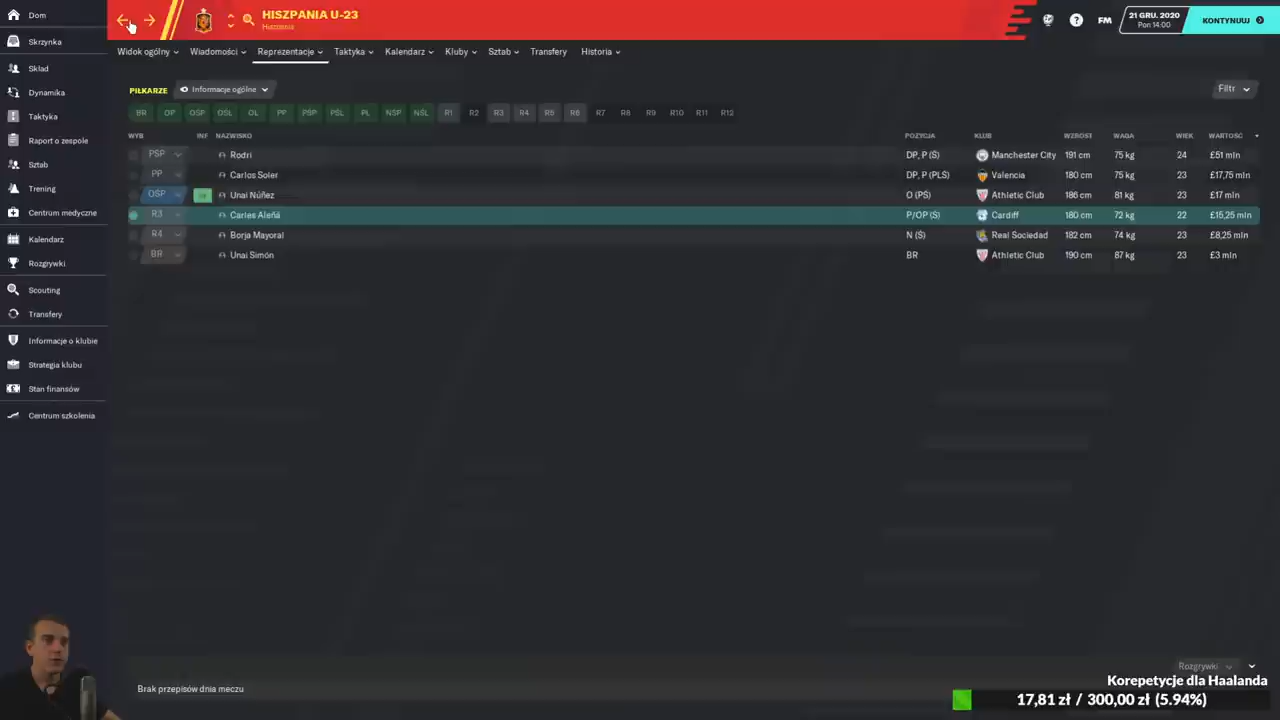 Dom
Skrzynka
Skład
Dynamika
Taktyka
Raport o zespole
Sztab
Trening
Centrum medyczne
Kalendarz
Rozgrywki
Scouting
Transfery
Informacje o klubie
Strategia klubu
Stan finansów
Centrum szkolenia
HISZPANIA U-23
Hiszpania
FM
21 GRU. 2020
Pon 14:00
KONTYNUUJ
Widok ogólny Wiadomości Reprezentacje Taktyka Kalendarz Kluby Sztab Transfery Historia
PIŁKARZE Informacje ogólne Filtr
BR OP OSP OSL OL PP PSP PSL PL NSP NSL R1 R2 R3 R4 R5 R6 R7 R8 R9 R10 R11 R12
WYB INF NAZWISKO POZYCJA KLUB WZROST WAGA WIEK WARTOŚĆ
PSP Rodri DP, P (Ś) Manchester City 191 cm 75 kg 24 £51 mln
PP Carlos Soler DP, P (PLŚ) Valencia 180 cm 75 kg 23 £17,75 mln
OSP Unai Núñez O (PŚ) Athletic Club 186 cm 81 kg 23 £17 mln
R3 Carles Aleñá P/OP (Ś) Cardiff 180 cm 72 kg 22 £15,25 mln
R4 Borja Mayoral N (Ś) Real Sociedad 182 cm 74 kg 23 £8,25 mln
BR Unai Simón BR Athletic Club 190 cm 87 kg 23 £3 mln
Rozgrywki
Brak przepisów dnia meczu
Korepetycje dla Haalanda
17,81 zł / 300,00 zł (5.94%)